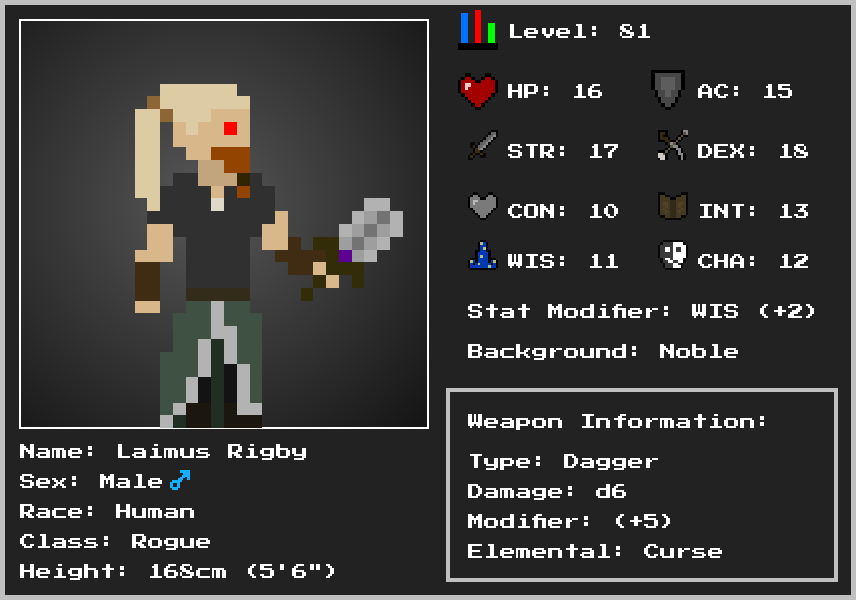 Level: 81
HP: 16
AC: 15
STR: 17
DEX: 18
CON: 10
INT: 13
WIS: 11
CHA: 12
Stat Modifier: WIS (+2)
Background: Noble
Weapon Information:
Type: Dagger
Damage: d6
Modifier: (+5)
Elemental: Curse
Name: Laimus Rigby
Sex: Male♂
Race: Human
Class: Rogue
Height: 168cm (5'6")